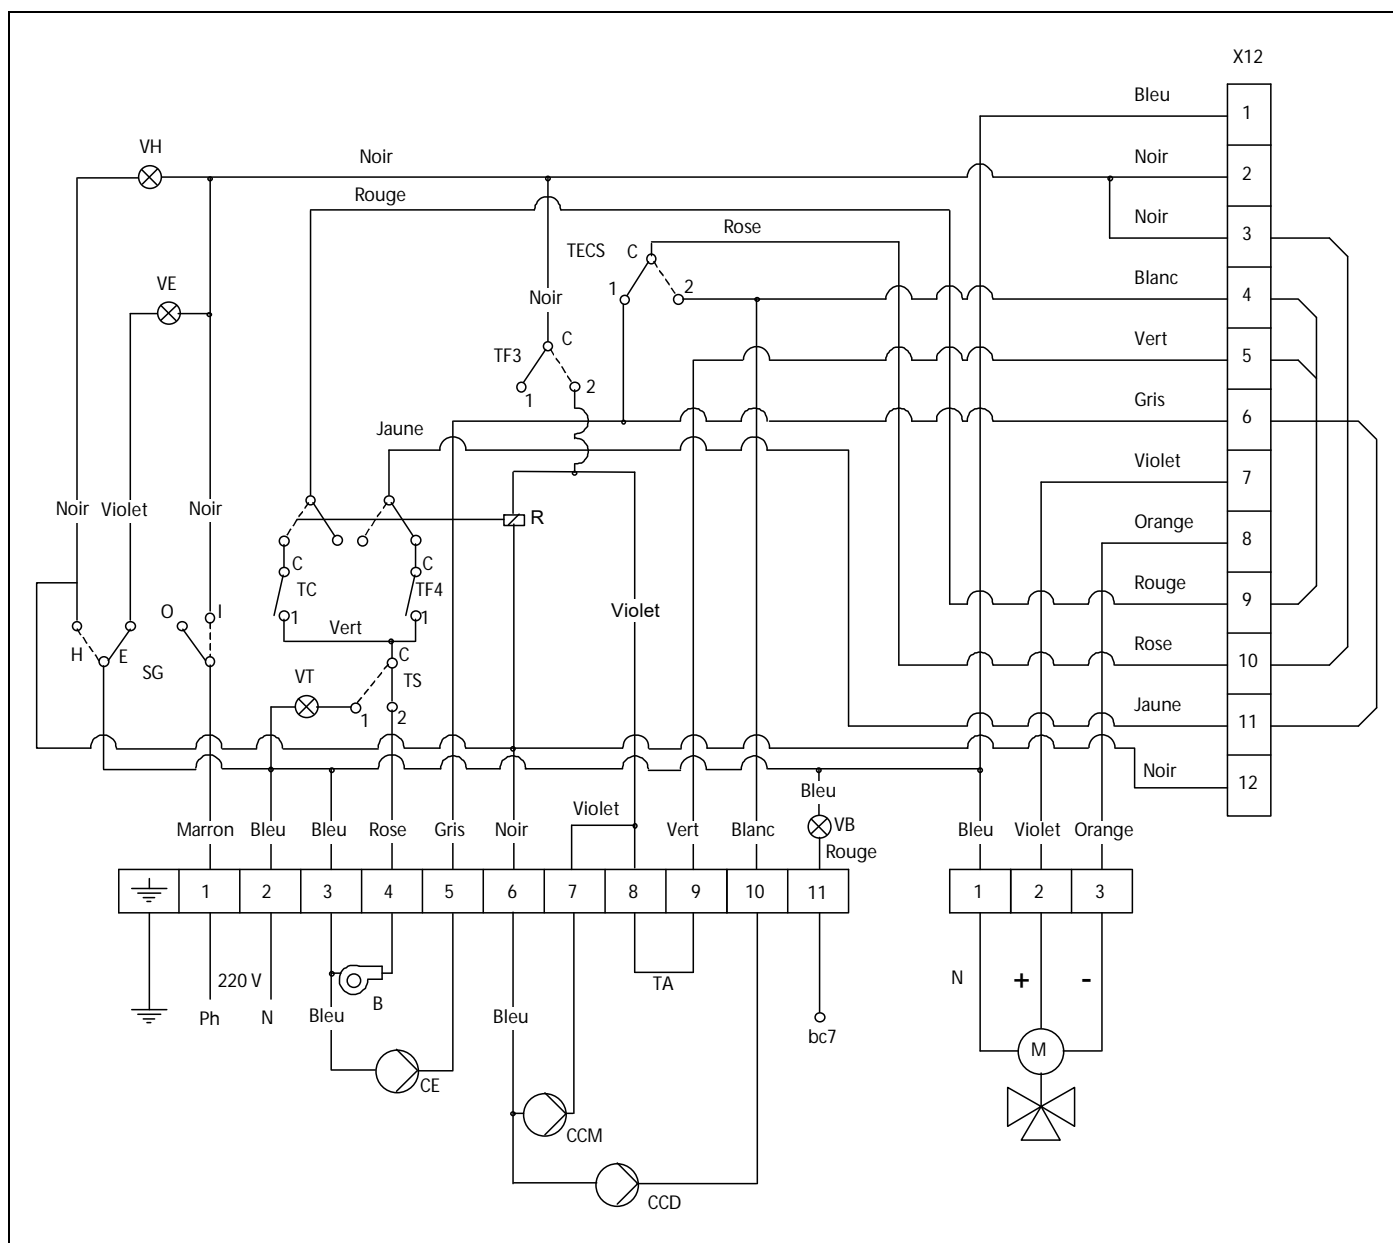 X12
Bleu
1
VH
Noir
Noir
2
Rouge
Noir
3
Rose
TECS
C
1
2
Blanc
4
VE
Noir
TF3
C
1
2
Vert
5
Gris
6
Jaune
Violet
7
Noir
Violet
Noir
R
Orange
8
C
C
TC
TF4
1
1
Vert
Violet
Rouge
9
O
I
H
E
SG
C
TS
VT
1
2
Rose
10
Jaune
11
Noir
12
Bleu
VB
Rouge
Violet
Marron
Bleu
Bleu
Rose
Gris
Noir
Vert
Blanc
Bleu
Violet
Orange
1
2
3
4
5
6
7
8
9
10
11
1
2
3
220 V
Ph
N
B
Bleu
Bleu
TA
bc7
N
+
-
M
CE
CCM
CCD